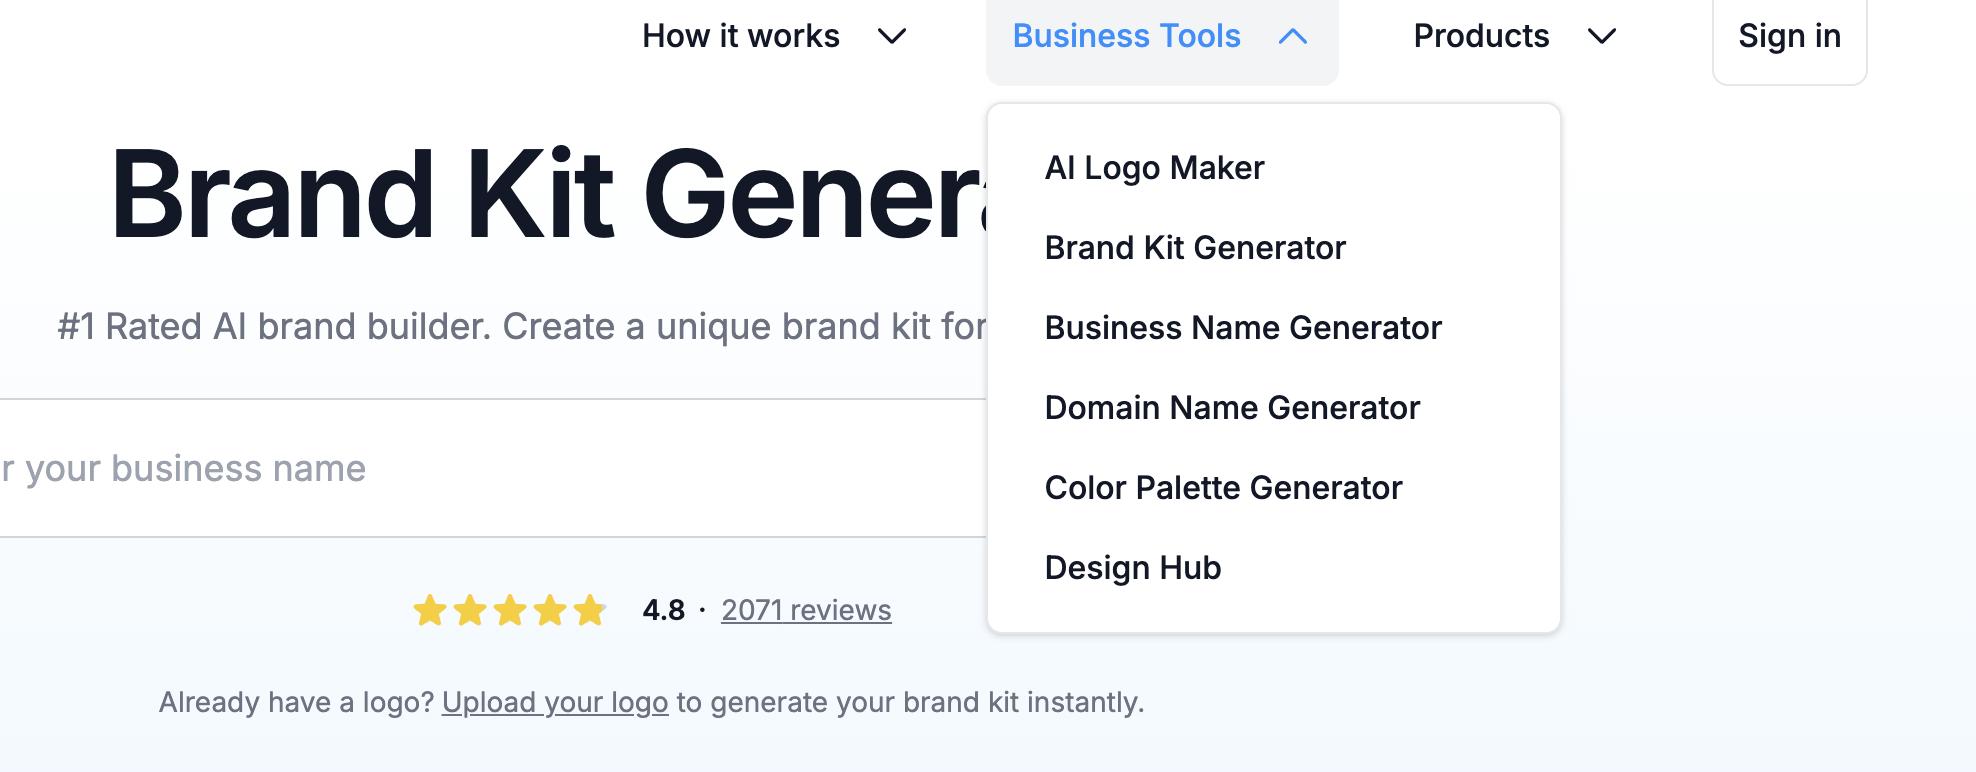 How it works
Business Tools
Products
Sign in
AI Logo Maker
Brand Kit Generator
Business Name Generator
Domain Name Generator
Color Palette Generator
Design Hub
Brand Kit Gener
#1 Rated AI brand builder. Create a unique brand kit for
your business name
4.8 · 2071 reviews
Already have a logo? Upload your logo to generate your brand kit instantly.